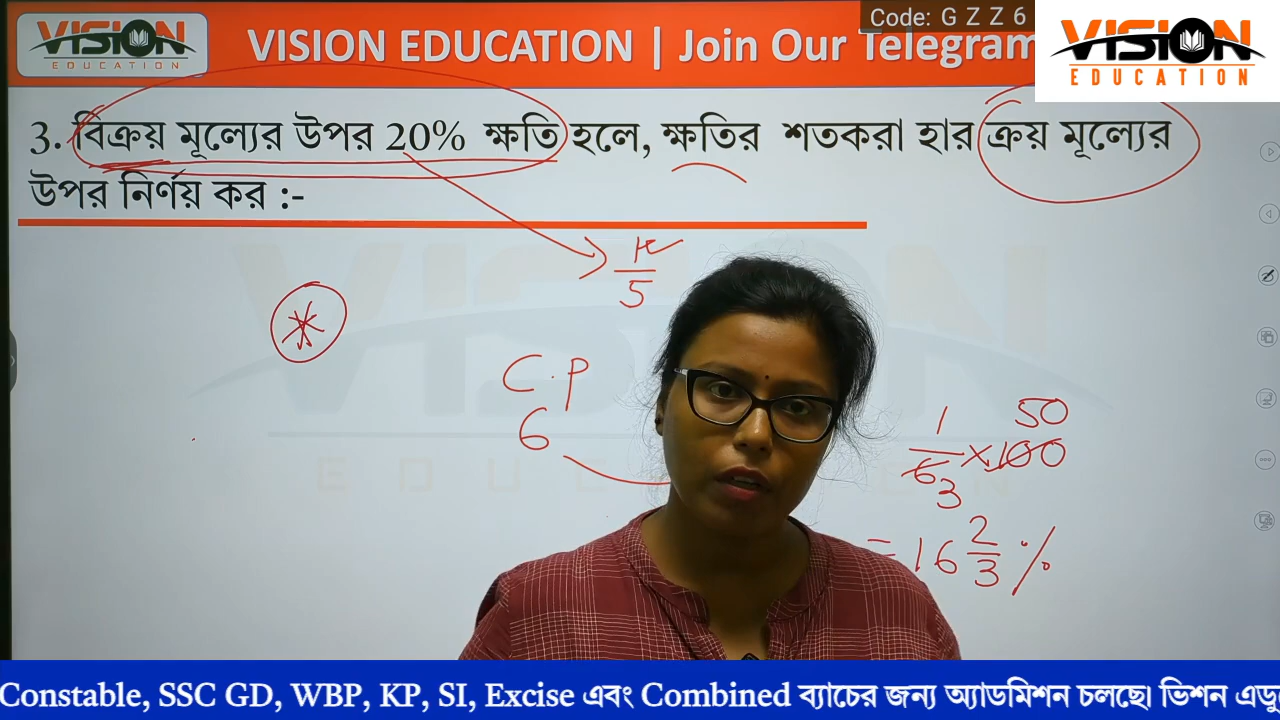 VISION
EDUCATION
VISION EDUCATION | Join Our Telegram
Code: G Z Z 6
VISION
EDUCATION
3. বিক্রয় মূল্যের উপর 20% ক্ষতি হলে, ক্ষতির শতকরা হার ক্রয় মূল্যের
উপর নির্ণয় কর :-
5
C.P
6
1 50
6 × 100
3
= 16 2/3 %
Constable, SSC GD, WBP, KP, SI, Excise এবং Combined ব্যাচের জন্য অ্যাডমিশন চলছে। ভিশন এডু